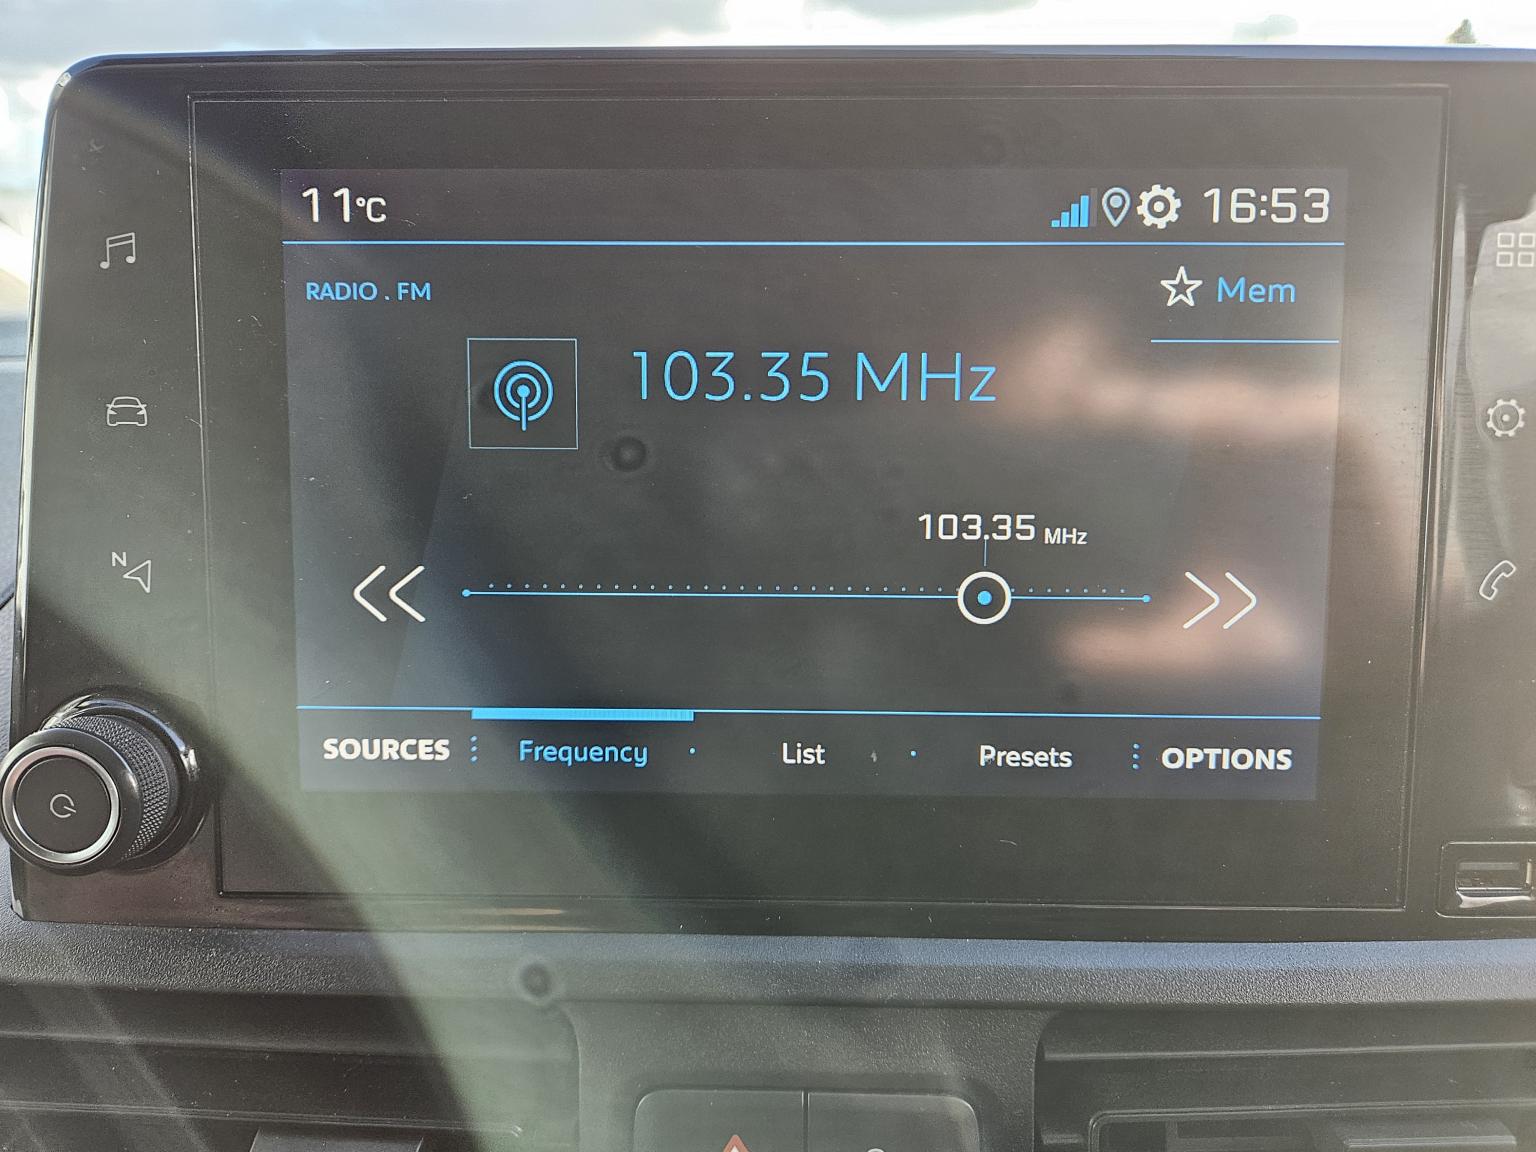 11°C 16:53
RADIO . FM
Mem
103.35 MHz
103.35 MHz
N
SOURCES Frequency List Presets OPTIONS